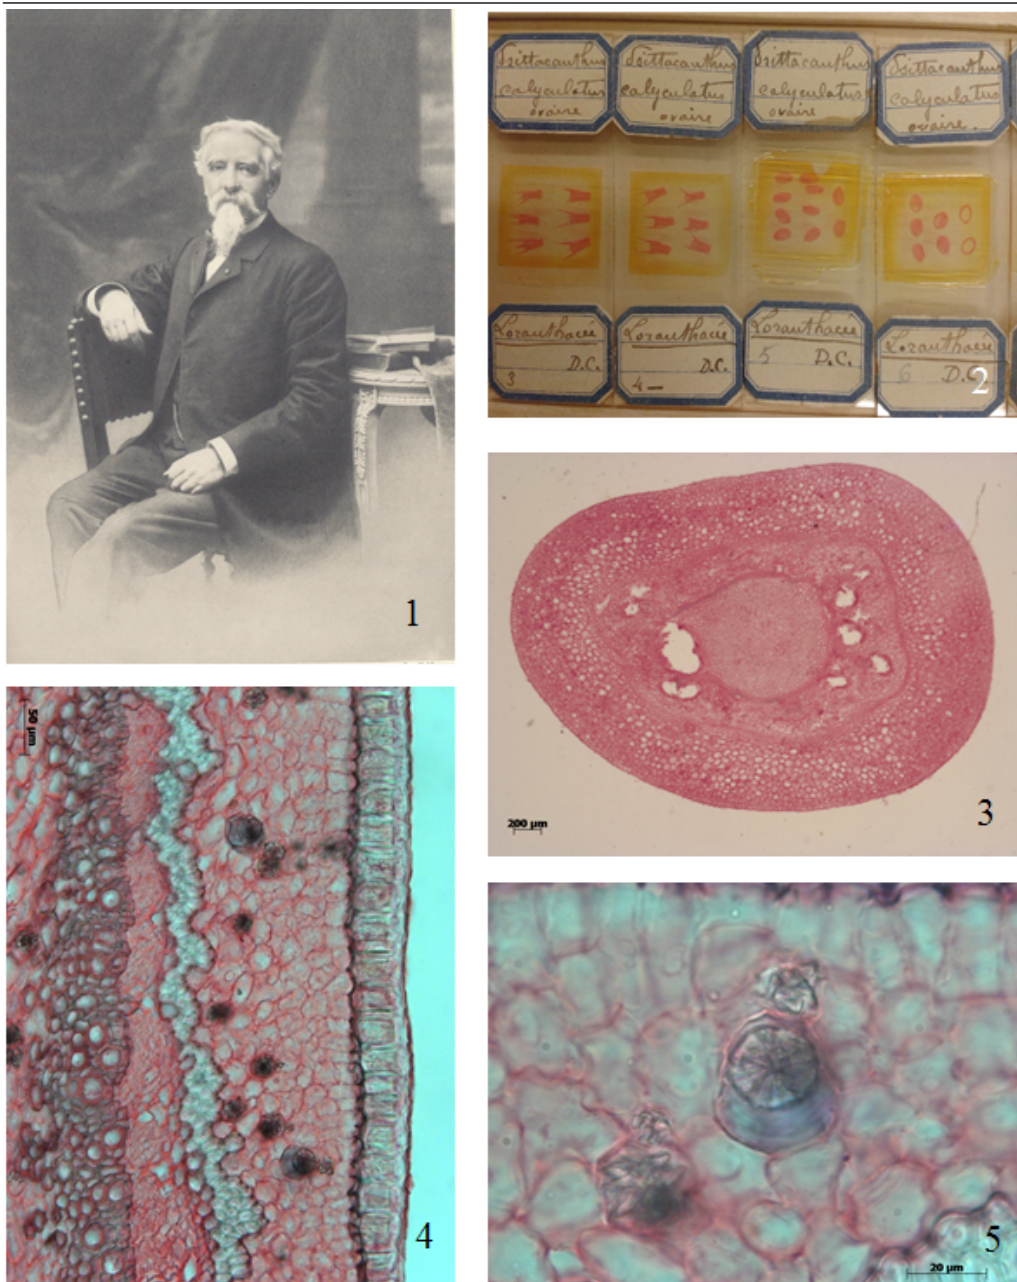 1
Psittacanthus
calyculatus
ovaire
Psittacanthus
calyculatus
ovaire
Psittacanthus
calyculatus
ovaire
Psittacanthus
calyculatus
ovaire.
Loranthacée
D.C.
3
Loranthacée
D.C.
4
Loranthacée
5 D.C.
Loranthacée
6 D.C.
2
200 µm
3
50 µm
4
20 µm
5